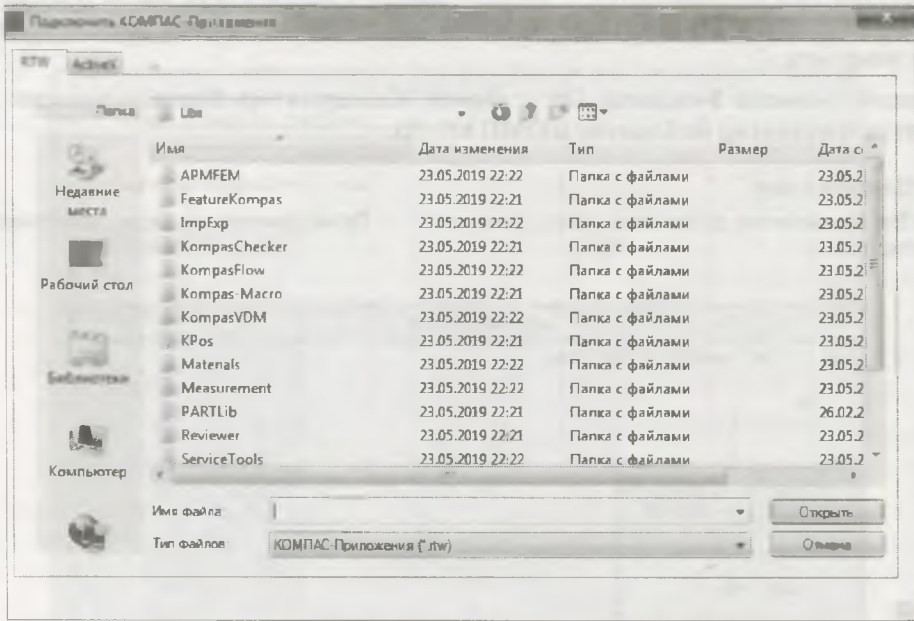 Подключить КОМПАС-Приложения
RTW ActiveX
Папка Libs
Имя Дата изменения Тип Размер Дата со
APMFEM 23.05.2019 22:22 Папка с файлами 23.05.2
FeatureKompas 23.05.2019 22:21 Папка с файлами 23.05.2
ImpExp 23.05.2019 22:22 Папка с файлами 23.05.2
KompasChecker 23.05.2019 22:21 Папка с файлами 23.05.2
KompasFlow 23.05.2019 22:22 Папка с файлами 23.05.2
Kompas-Macro 23.05.2019 22:21 Папка с файлами 23.05.2
KompasVDM 23.05.2019 22:22 Папка с файлами 23.05.2
KPos 23.05.2019 22:21 Папка с файлами 23.05.2
Materials 23.05.2019 22:22 Папка с файлами 23.05.2
Measurement 23.05.2019 22:22 Папка с файлами 23.05.2
PARTLib 23.05.2019 22:21 Папка с файлами 26.02.2
Reviewer 23.05.2019 22:21 Папка с файлами 23.05.2
ServiceTools 23.05.2019 22:22 Папка с файлами 23.05.2
Недавние
места
Рабочий стол
Библиотеки
Компьютер
Имя файла: Открыть
Тип файлов: КОМПАС-Приложения (*.rtw) Отмена